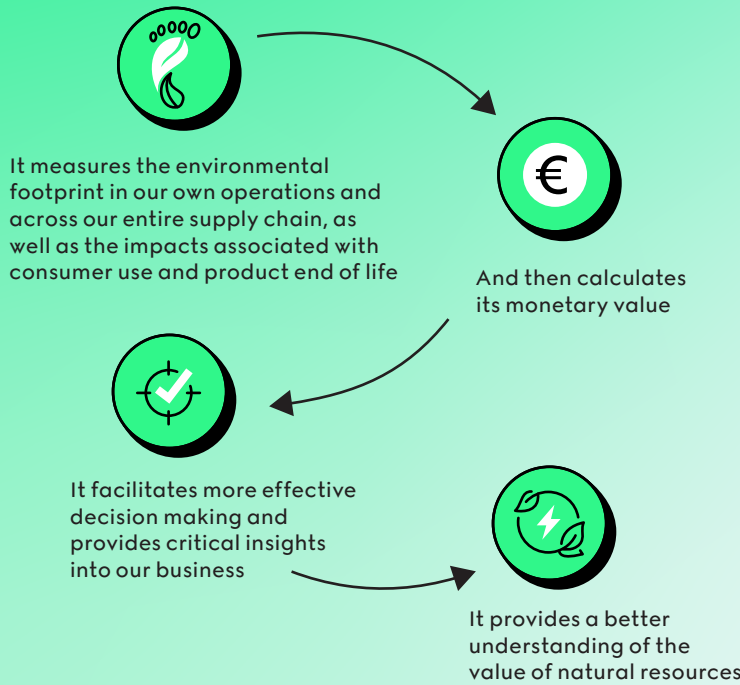 It measures the environmental
footprint in our own operations and
across our entire supply chain, as
well as the impacts associated with
consumer use and product end of life
€
And then calculates
its monetary value
It facilitates more effective
decision making and
provides critical insights
into our business
It provides a better
understanding of the
value of natural resources